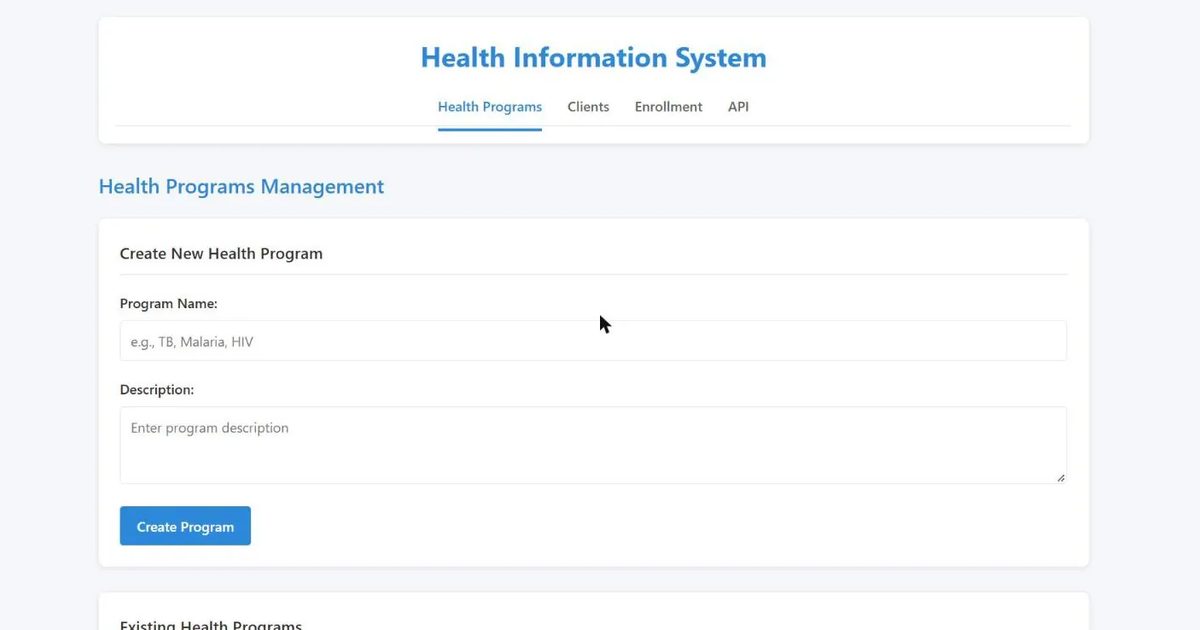 Health Information System
Health Programs Clients Enrollment API
Health Programs Management
Create New Health Program
Program Name:
e.g., TB, Malaria, HIV
Description:
Enter program description
Create Program
Existing Health Programs